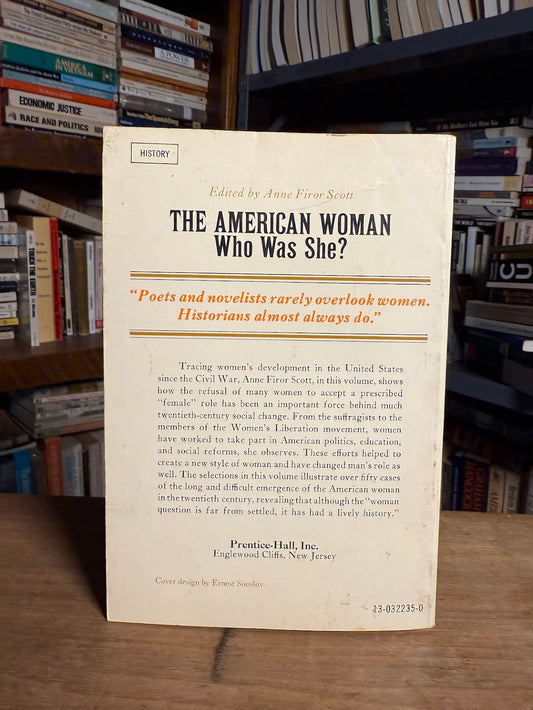 AMERICA
IN VIETNAM
ECONOMIC JUSTICE
RACE AND POLITICS
A POWER
TOUCH THE EARTH
HISTORY
Edited by Anne Firor Scott
THE AMERICAN WOMAN
Who Was She?
“Poets and novelists rarely overlook women.
Historians almost always do.”
Tracing women's development in the United States
since the Civil War, Anne Firor Scott, in this volume, shows
how the refusal of many women to accept a prescribed
“female” role has been an important force behind much
twentieth-century social change. From the suffragists to the
members of the Women's Liberation movement, women
have worked to take part in American politics, education,
and social reforms, she observes. These efforts helped to
create a new style of woman and have changed man's role as
well. The selections in this volume illustrate over fifty cases
of the long and difficult emergence of the American woman
in the twentieth century, revealing that although the “woman
question is far from settled, it has had a lively history.”
Prentice-Hall, Inc.
Englewood Cliffs, New Jersey
Cover design by Ernest Socolov
13-032235-0